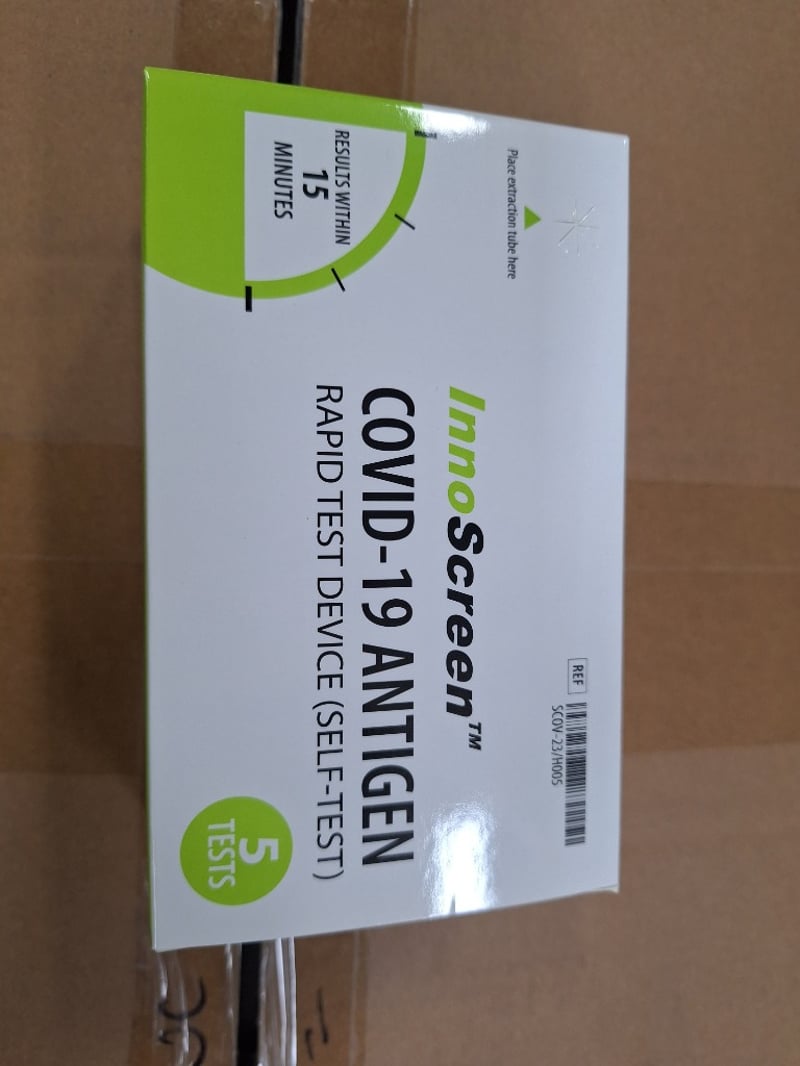 Place extraction tube here
REF
SCOV-23/H005
InnoScreen™
COVID-19 ANTIGEN
RAPID TEST DEVICE (SELF-TEST)
RESULTS WITHIN
15
MINUTES
5
TESTS